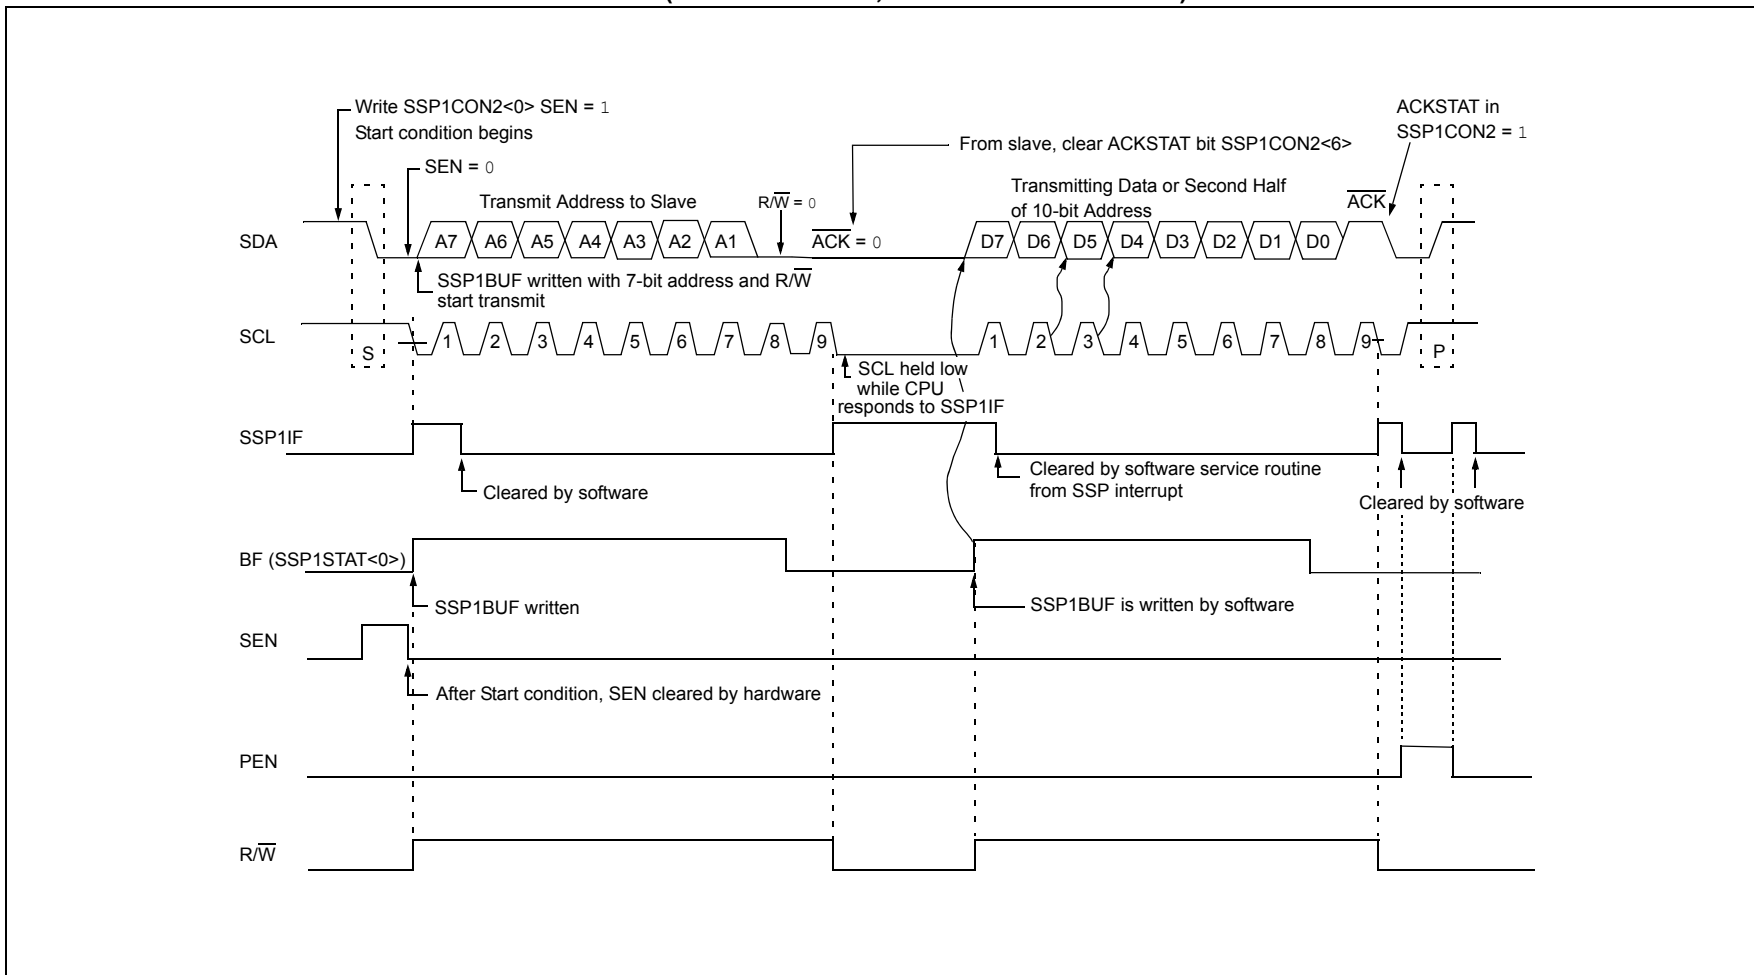 Write SSP1CON2<0> SEN = 1
Start condition begins
ACKSTAT in
SSP1CON2 = 1
From slave, clear ACKSTAT bit SSP1CON2<6>
SEN = 0
Transmit Address to Slave
R/W = 0
Transmitting Data or Second Half
of 10-bit Address
ACK
SDA
A7 A6 A5 A4 A3 A2 A1
ACK = 0
D7 D6 D5 D4 D3 D2 D1 D0
SSP1BUF written with 7-bit address and R/W
start transmit
SCL
S
1 2 3 4 5 6 7 8 9
1 2 3 4 5 6 7 8 9
P
SCL held low
while CPU
responds to SSP1IF
SSP1IF
Cleared by software
Cleared by software service routine
from SSP interrupt
Cleared by software
BF (SSP1STAT<0>)
SSP1BUF written
SSP1BUF is written by software
SEN
After Start condition, SEN cleared by hardware
PEN
R/W